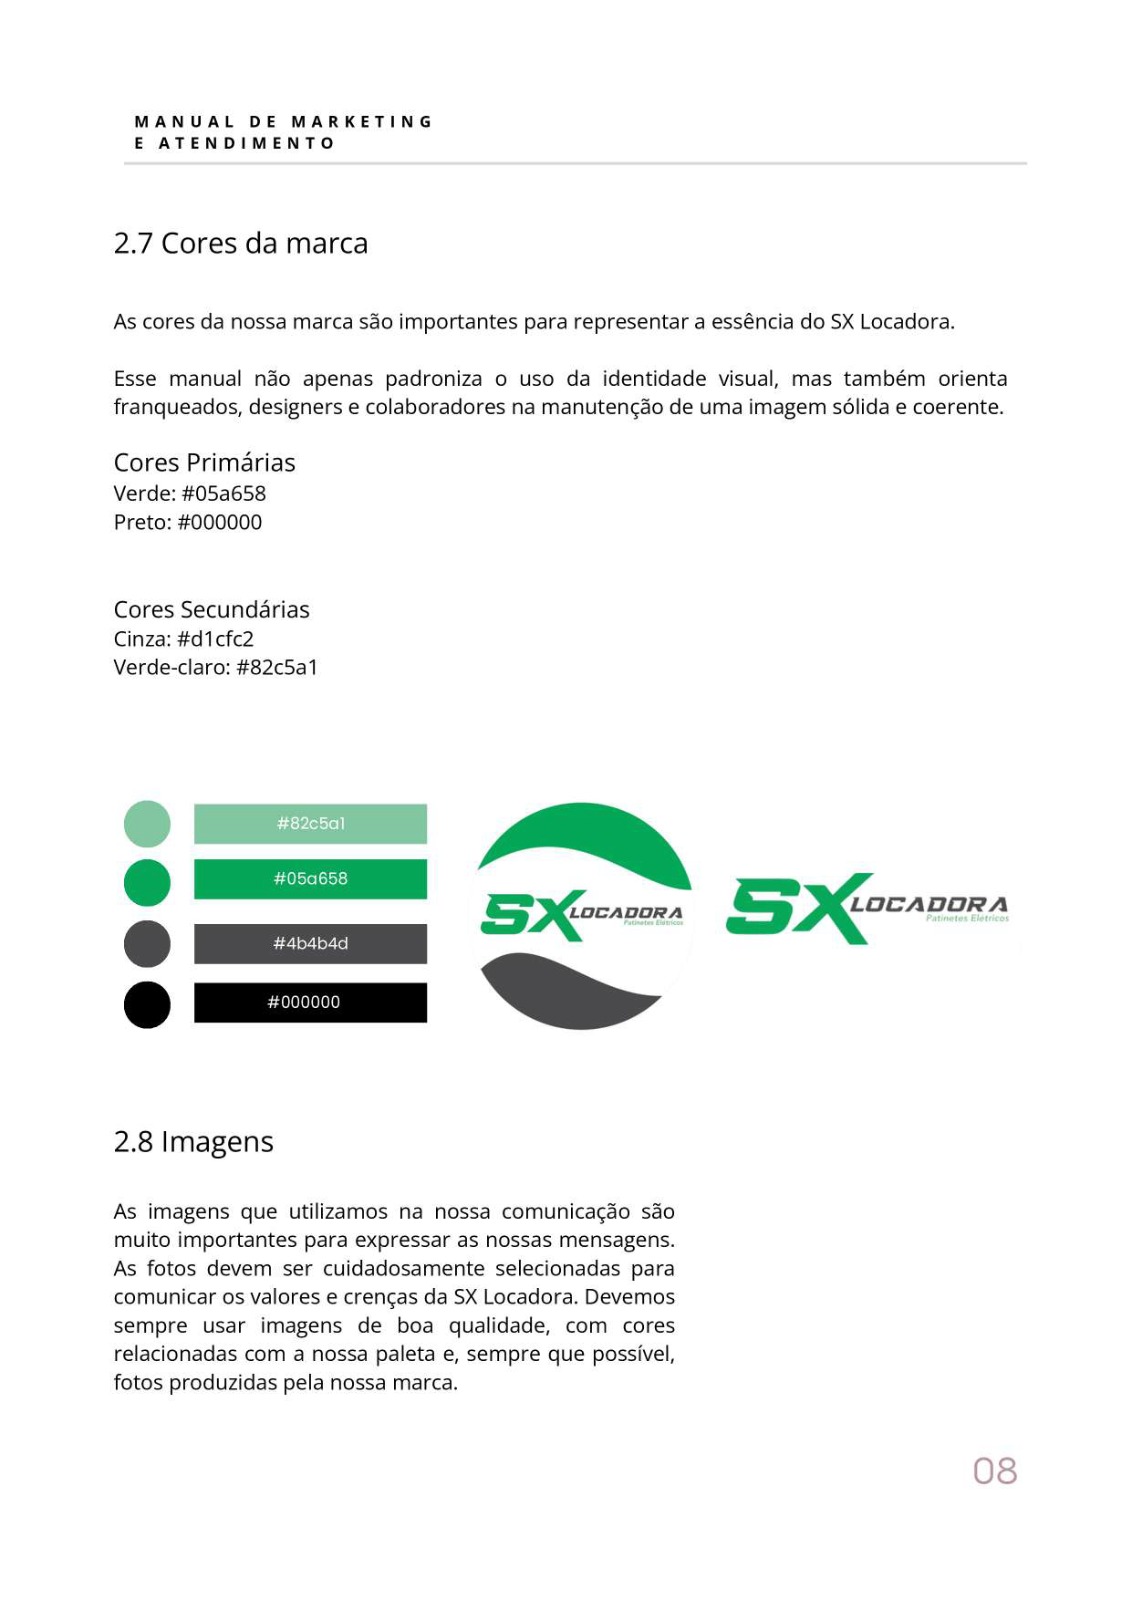 MANUAL DE MARKETING
E ATENDIMENTO
2.7 Cores da marca
As cores da nossa marca são importantes para representar a essência do SX Locadora.
Esse manual não apenas padroniza o uso da identidade visual, mas também orienta
franqueados, designers e colaboradores na manutenção de uma imagem sólida e coerente.
Cores Primárias
Verde: #05a658
Preto: #000000
Cores Secundárias
Cinza: #d1cfc2
Verde-claro: #82c5a1
#82c5a1
#05a658
#4b4b4d
#000000
SX LOCADORA
Patinetes Elétricos
SX LOCADORA
Patinetes Elétricos
2.8 Imagens
As imagens que utilizamos na nossa comunicação são
muito importantes para expressar as nossas mensagens.
As fotos devem ser cuidadosamente selecionadas para
comunicar os valores e crenças da SX Locadora. Devemos
sempre usar imagens de boa qualidade, com cores
relacionadas com a nossa paleta e, sempre que possível,
fotos produzidas pela nossa marca.
08